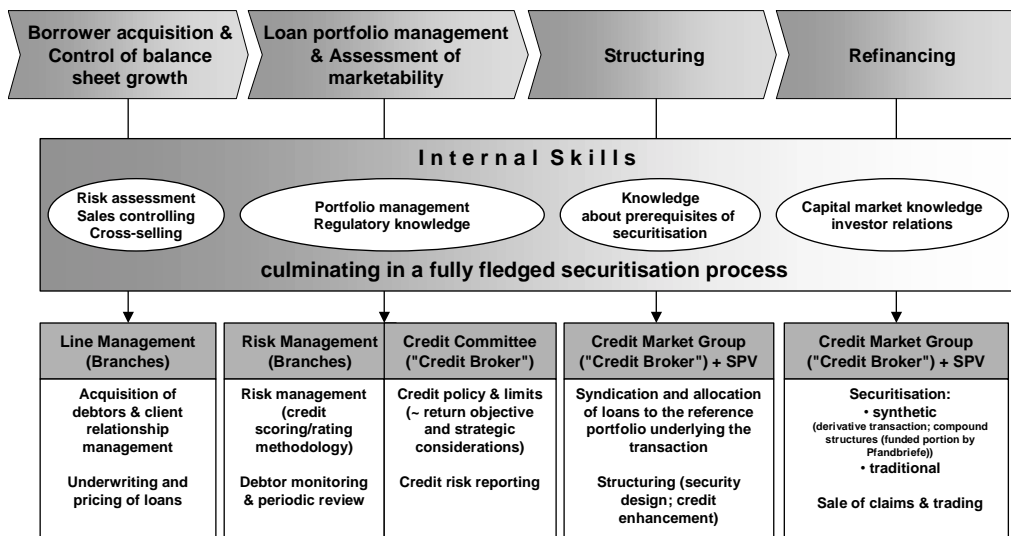 Borrower acquisition &
Control of balance
sheet growth
Loan portfolio management
& Assessment of
marketability
Structuring
Refinancing
Internal Skills
Risk assessment
Sales controlling
Cross-selling
Portfolio management
Regulatory knowledge
Knowledge
about prerequisites of
securitisation
Capital market knowledge
investor relations
culminating in a fully fledged securitisation process
Line Management
(Branches)
Acquisition of
debtors & client
relationship
management
Underwriting and
pricing of loans
Risk Management
(Branches)
Risk management
(credit
scoring/rating
methodology)
Debtor monitoring
& periodic review
Credit Committee
("Credit Broker")
Credit policy & limits
(~ return objective
and strategic
considerations)
Credit risk reporting
Credit Market Group
("Credit Broker") + SPV
Syndication and allocation
of loans to the reference
portfolio underlying the
transaction
Structuring (security
design; credit
enhancement)
Credit Market Group
("Credit Broker") + SPV
Securitisation:
• synthetic
(derivative transaction; compound
structures (funded portion by
Pfandbriefe))
• traditional
Sale of claims & trading